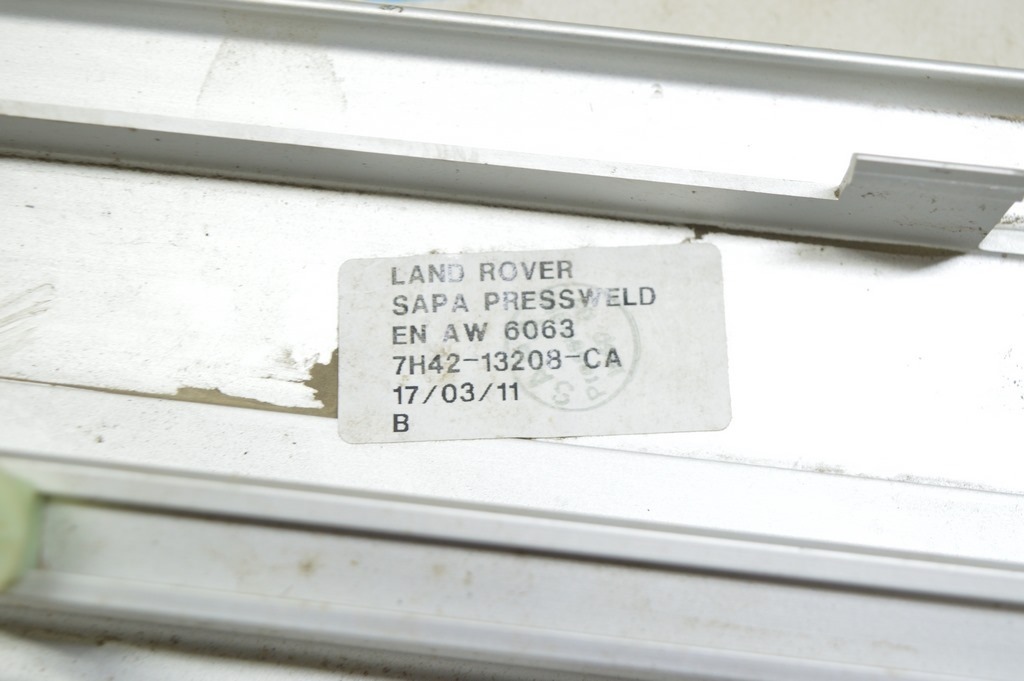 LAND ROVER
SAPA PRESSWELD
EN AW 6063
7H42-13208-CA
17/03/11
B